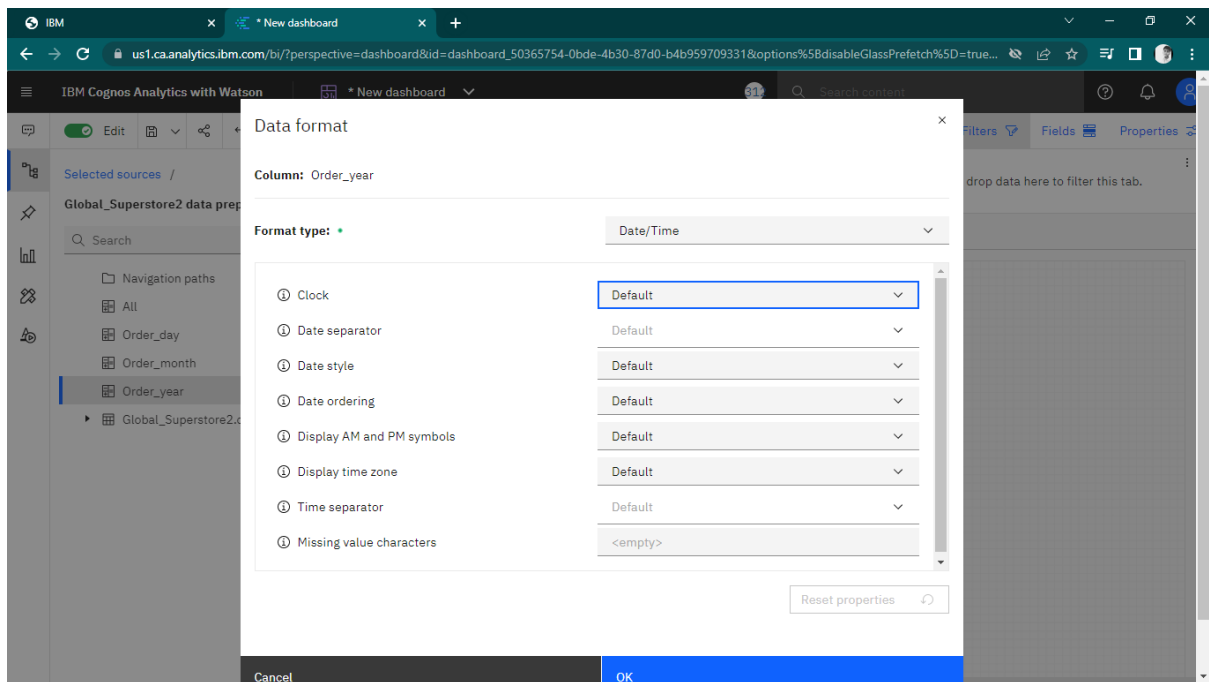 IBM
* New dashboard
us1.ca.analytics.ibm.com/bi/?perspective=dashboard&id=dashboard_50365754-0bde-4b30-87d0-b4b959709331&options%5BdisableGlassPrefetch%5D=true...
IBM Cognos Analytics with Watson
* New dashboard
Search content
Edit
Filters
Fields
Properties
Data format
Selected sources /
Column: Order_year
drop data here to filter this tab.
Global_Superstore2 data prep
Format type:
Date/Time
Search
Navigation paths
All
Order_day
Order_month
Order_year
Global_Superstore2.c
Clock
Default
Date separator
Default
Date style
Default
Date ordering
Default
Display AM and PM symbols
Default
Display time zone
Default
Time separator
Default
Missing value characters
<empty>
Reset properties
Cancel
OK